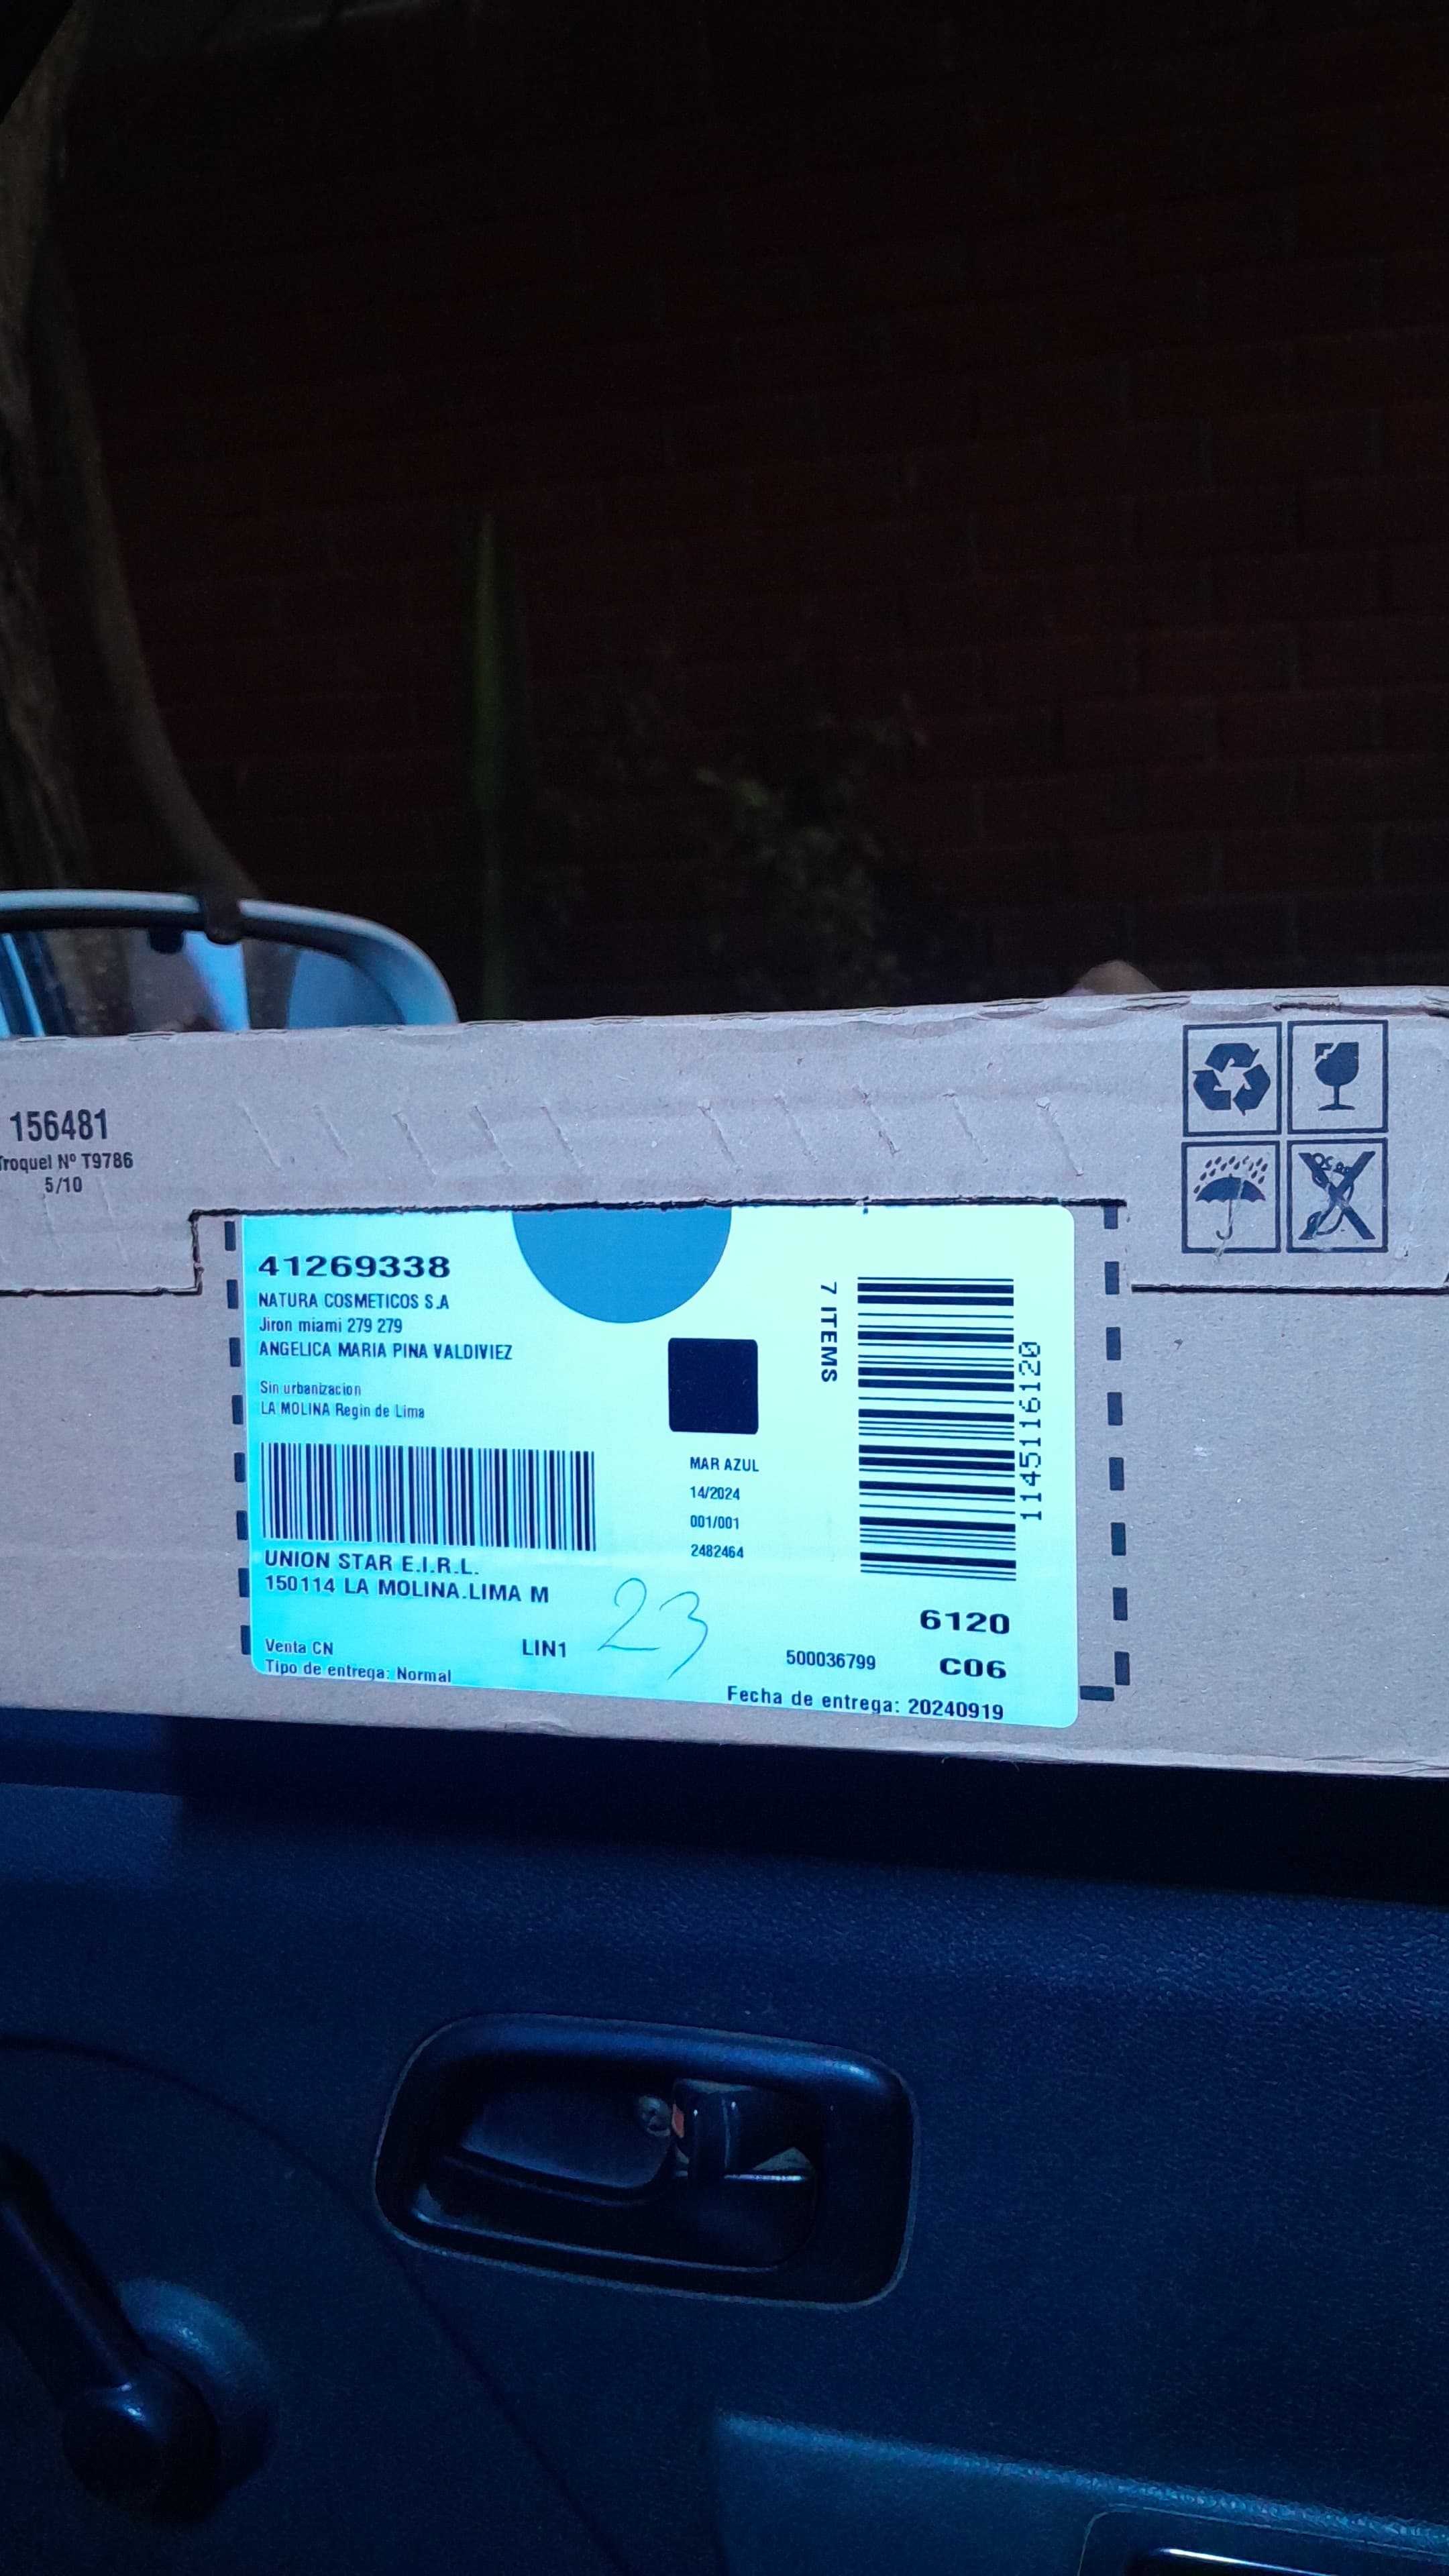 156481
Troquel Nº T9786
5/10
41269338
NATURA COSMETICOS S.A
Jiron miami 279 279
ANGELICA MARIA PINA VALDIVIEZ
Sin urbanizacion
LA MOLINA Regin de Lima
UNION STAR E.I.R.L.
150114 LA MOLINA.LIMA M
Venta CN
LIN1
Tipo de entrega: Normal
23
MAR AZUL
14/2024
001/001
2482464
7 ITEMS
1145116120
6120
500036799
C06
Fecha de entrega: 20240919